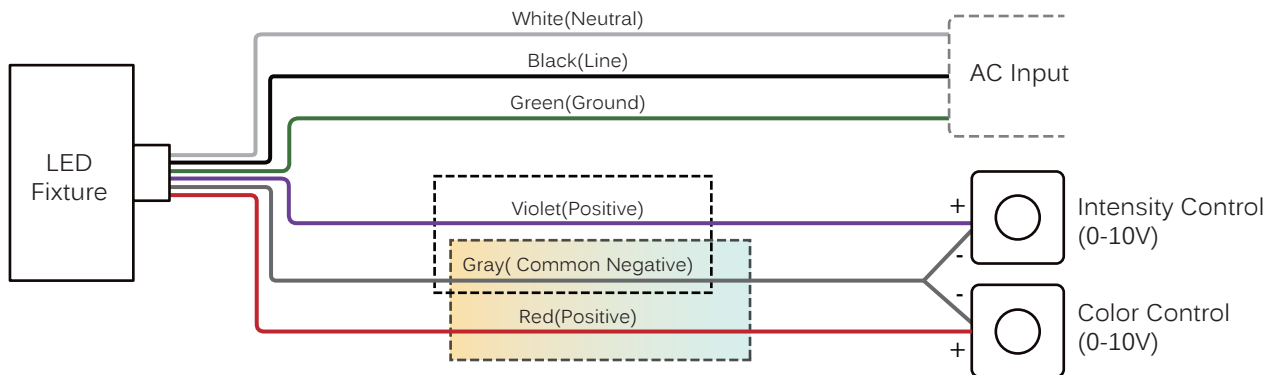 White(Neutral)
Black(Line)
AC Input
Green(Ground)
LED
Fixture
Violet(Positive)
+
Intensity Control
(0-10V)
-
Gray( Common Negative)
-
Red(Positive)
Color Control
(0-10V)
+